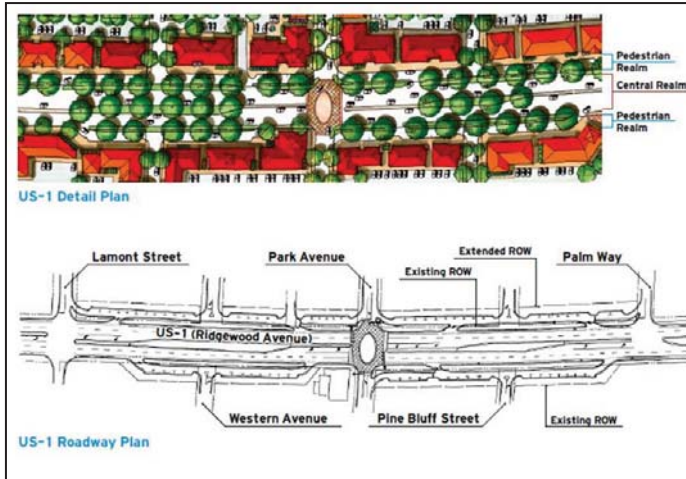 Pedestrian
Realm
Central Realm
Pedestrian
Realm
US-1 Detail Plan
Lamont Street
Park Avenue
Extended ROW
Palm Way
Existing ROW
US-1 (Ridgewood Avenue)
Western Avenue
Pine Bluff Street
Existing ROW
US-1 Roadway Plan